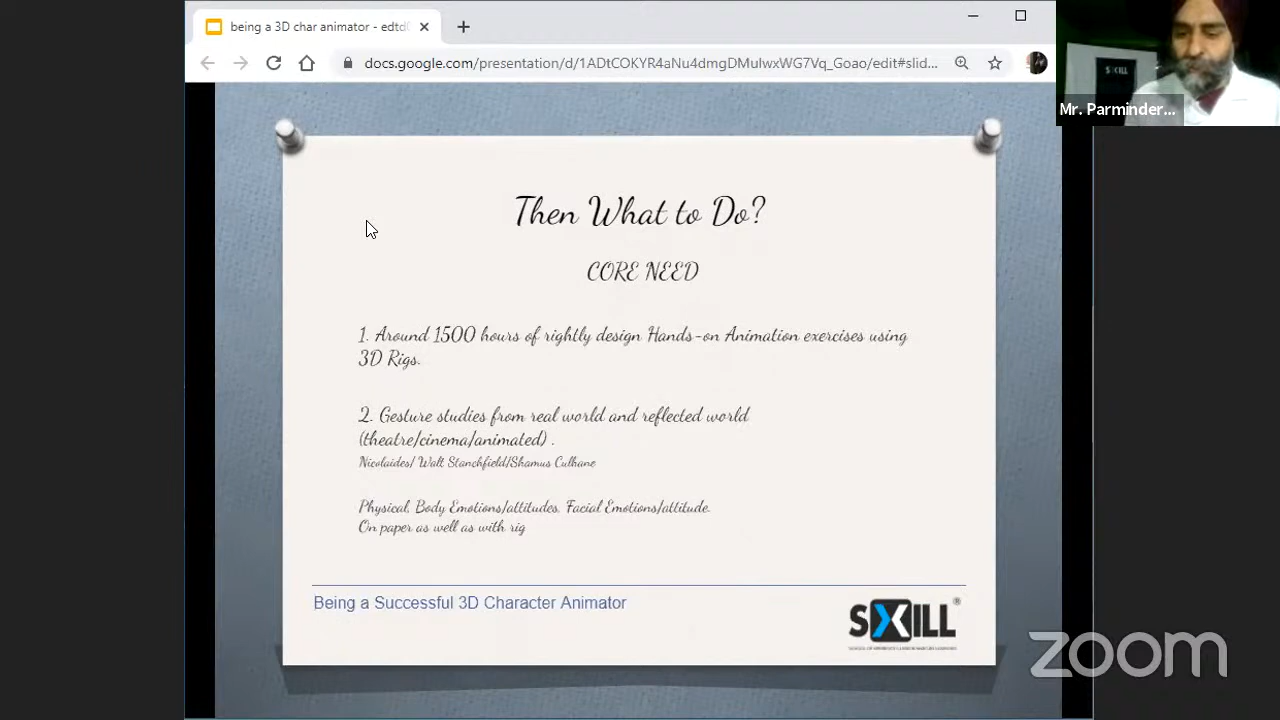 being a 3D char animator - edtd
docs.google.com/presentation/d/1ADtCOKYR4aNu4dmgDMulwxWG7Vq_Goao/edit#slid...
SXILL
Mr. Parminder...
Then What to Do?
CORE NEED
1. Around 1500 hours of rightly design Hands-on Animation exercises using
3D Rigs.
2. Gesture studies from real world and reflected world
(theatre/cinema/animated) .
Nicolaides/ Walt Stanchfield/Shamus Culhane
Physical, Body Emotions/attitudes, Facial Emotions/attitude.
On paper as well as with rig
Being a Successful 3D Character Animator
SXILL®
zoom